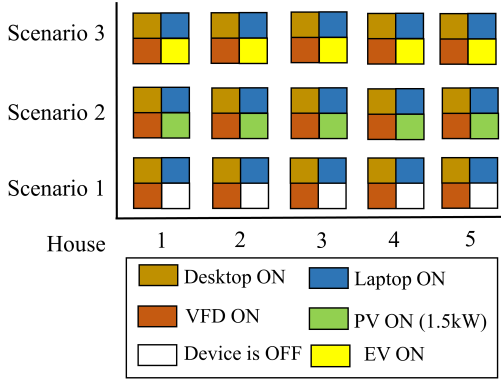 Scenario 3
Scenario 2
Scenario 1
House 1 2 3 4 5
Desktop ON Laptop ON
VFD ON PV ON (1.5kW)
Device is OFF EV ON